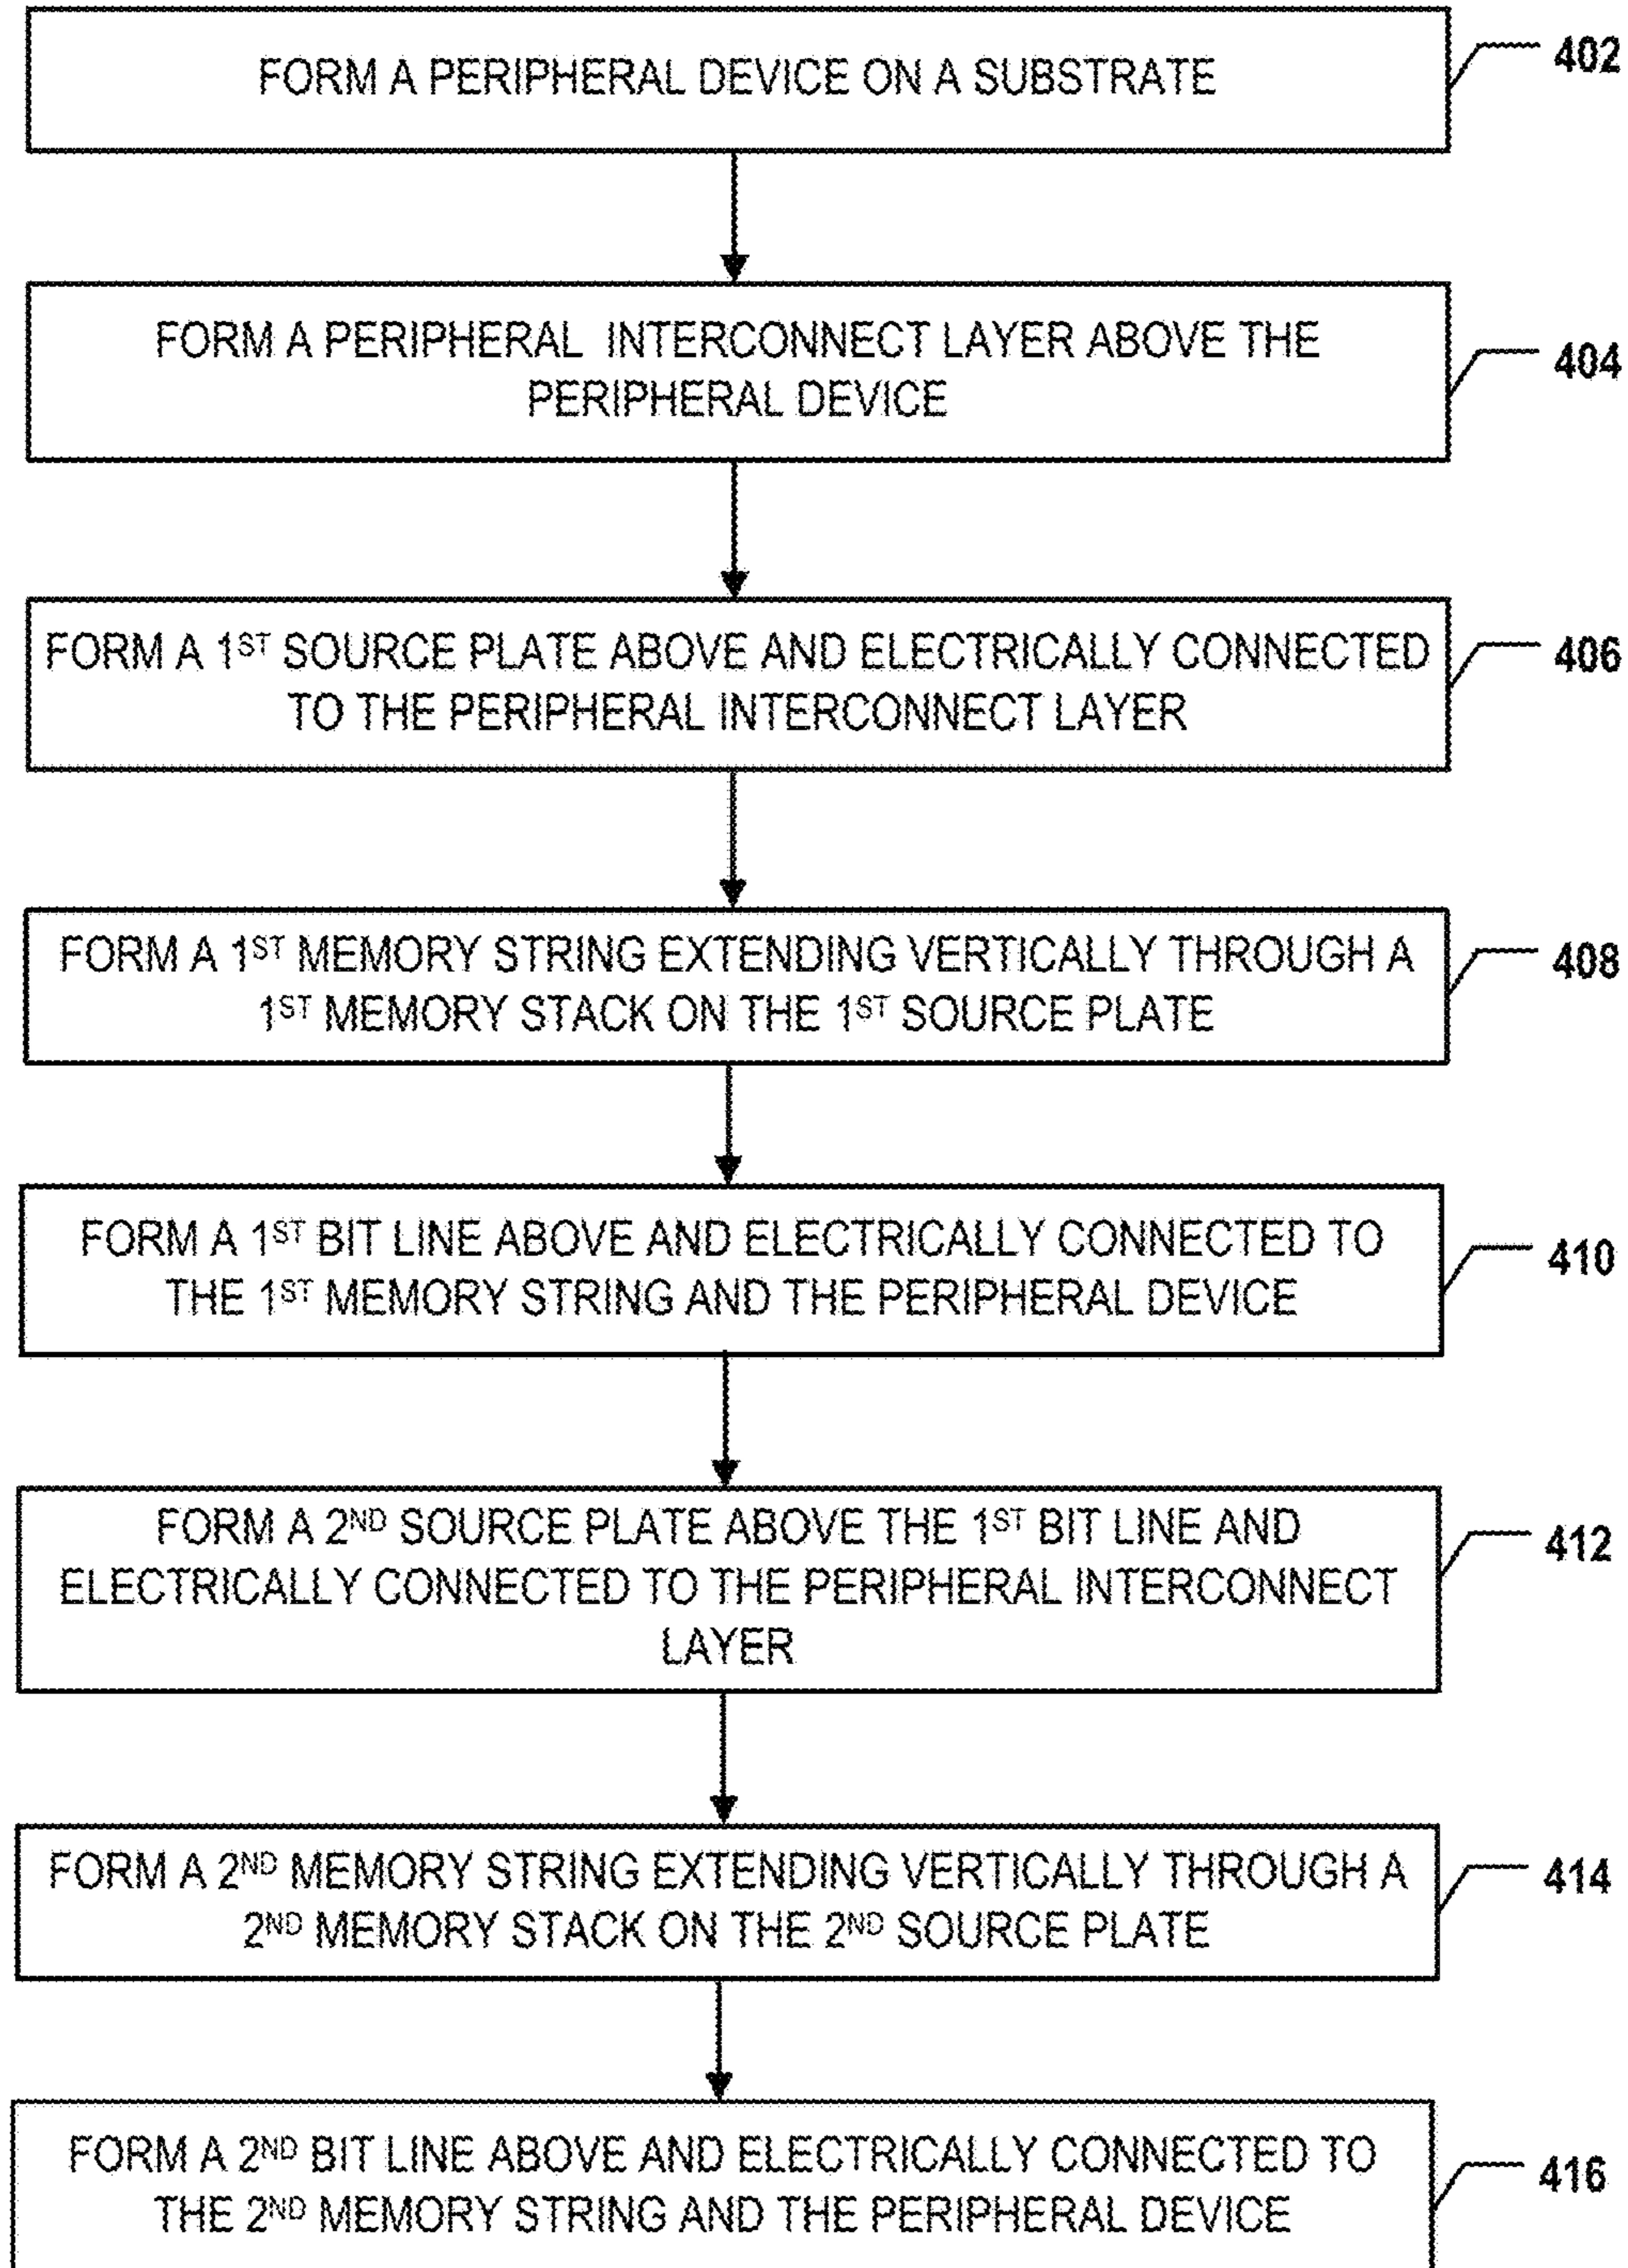 FORM A PERIPHERAL DEVICE ON A SUBSTRATE
402
FORM A PERIPHERAL INTERCONNECT LAYER ABOVE THE
PERIPHERAL DEVICE
404
FORM A 1ST SOURCE PLATE ABOVE AND ELECTRICALLY CONNECTED
TO THE PERIPHERAL INTERCONNECT LAYER
406
FORM A 1ST MEMORY STRING EXTENDING VERTICALLY THROUGH A
1ST MEMORY STACK ON THE 1ST SOURCE PLATE
408
FORM A 1ST BIT LINE ABOVE AND ELECTRICALLY CONNECTED TO
THE 1ST MEMORY STRING AND THE PERIPHERAL DEVICE
410
FORM A 2ND SOURCE PLATE ABOVE THE 1ST BIT LINE AND
ELECTRICALLY CONNECTED TO THE PERIPHERAL INTERCONNECT
LAYER
412
FORM A 2ND MEMORY STRING EXTENDING VERTICALLY THROUGH A
2ND MEMORY STACK ON THE 2ND SOURCE PLATE
414
FORM A 2ND BIT LINE ABOVE AND ELECTRICALLY CONNECTED TO
THE 2ND MEMORY STRING AND THE PERIPHERAL DEVICE
416